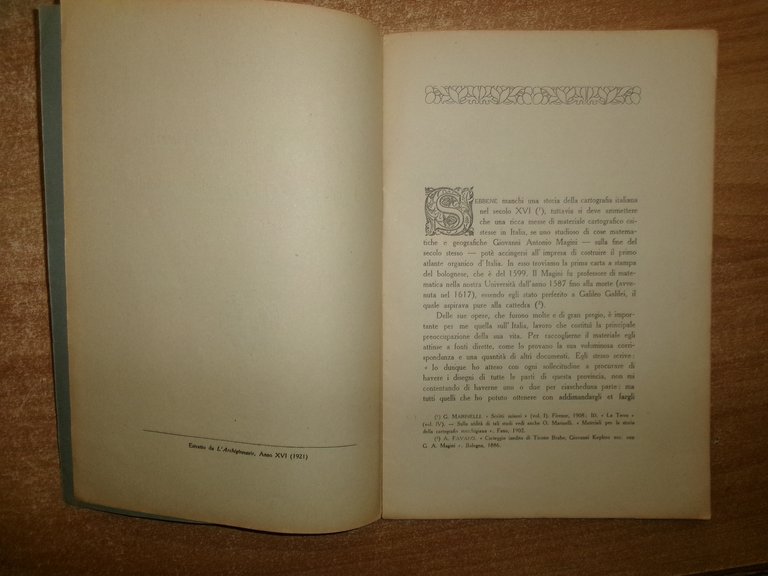 Estratto da L'Archiginnasio, Anno XVI (1921)
SEBBENE manchi una storia della cartografia italiana
nel secolo XVI (¹), tuttavia si deve ammettere
che una ricca messe di materiale cartografico esi-
stesse in Italia, se uno studioso di cose matema-
tiche e geografiche Giovanni Antonio Magini — sulla fine del
secolo stesso — potè accingersi all'impresa di costruire il primo
atlante organico d'Italia. In esso troviamo la prima carta a stampa
del bolognese, che è del 1599. Il Magini fu professore di mate-
matica nella nostra Università dall'anno 1587 fino alla morte (avve-
nuta nel 1617), essendo egli stato preferito a Galileo Galilei, il
quale aspirava pure alla cattedra (²).
Delle sue opere, che furono molte e di gran pregio, è impor-
tante per me quella sull'Italia, lavoro che costituì la principale
preoccupazione della sua vita. Per raccoglierne il materiale egli
attinse a fonti dirette, come lo provano la sua voluminosa corri-
spondenza e una quantità di altri documenti. Egli stesso scrive:
« Io dunque ho atteso con ogni sollecitudine a procurare di
havere i disegni di tutte le parti di questa provincia, non mi
contentando di haverne uno o due per ciascheduna parte; ma
tutti quelli che ho potuto ottenere con addimandargli et fargli
(¹) G. MARINELLI. « Scritti minori » (vol. I). Firenze, 1908; ID. « La Terra »
(vol. IV). — Sulla utilità di tali studi vedi anche O. Marinelli. « Materiali per la storia
della cartografia marchigiana ». Fano, 1902.
(²) A. FAVARO. « Carteggio inedito di Ticone Brahe, Giovanni Keplero ecc. con
G. A. Magini ». Bologna, 1886.